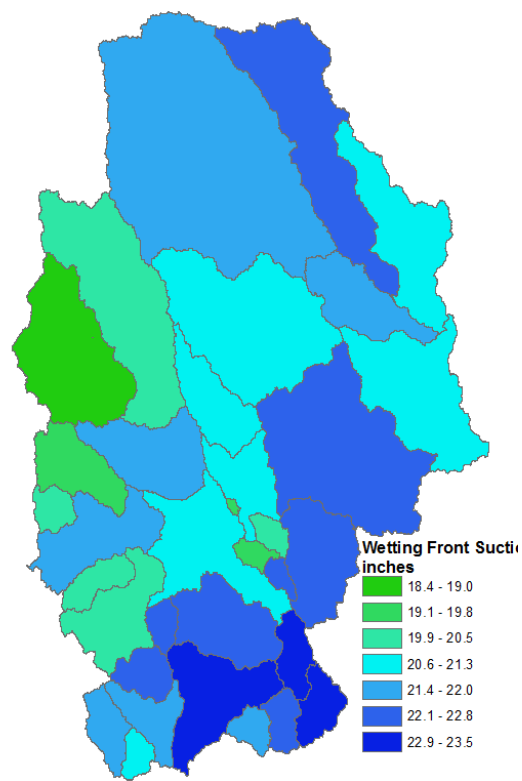 Wetting Front Suctio
inches
18.4 - 19.0
19.1 - 19.8
19.9 - 20.5
20.6 - 21.3
21.4 - 22.0
22.1 - 22.8
22.9 - 23.5